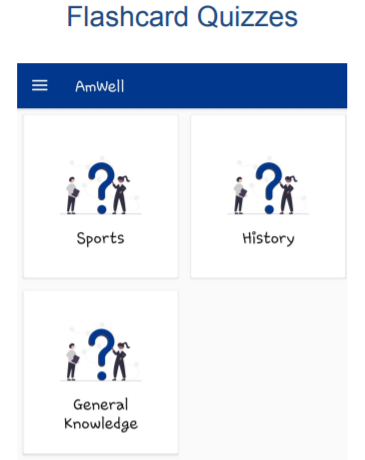 Flashcard Quizzes
AmWell
Sports
History
General
Knowledge